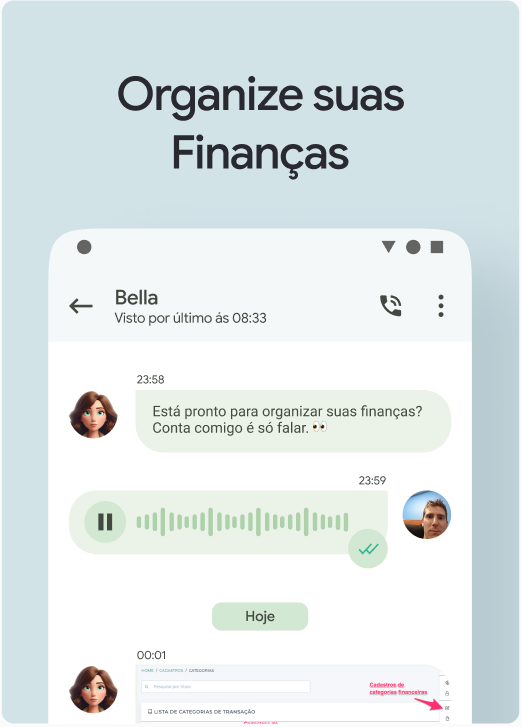 Organize suas
Finanças
Bella
Visto por último ás 08:33
23:58
Está pronto para organizar suas finanças?
Conta comigo é só falar. 👀
23:59
Hoje
00:01
HOME / CADASTROS / CATEGORIAS
Pesquise por título
Cadastros de
categorias financeiras
LISTA DE CATEGORIAS DE TRANSAÇÃO